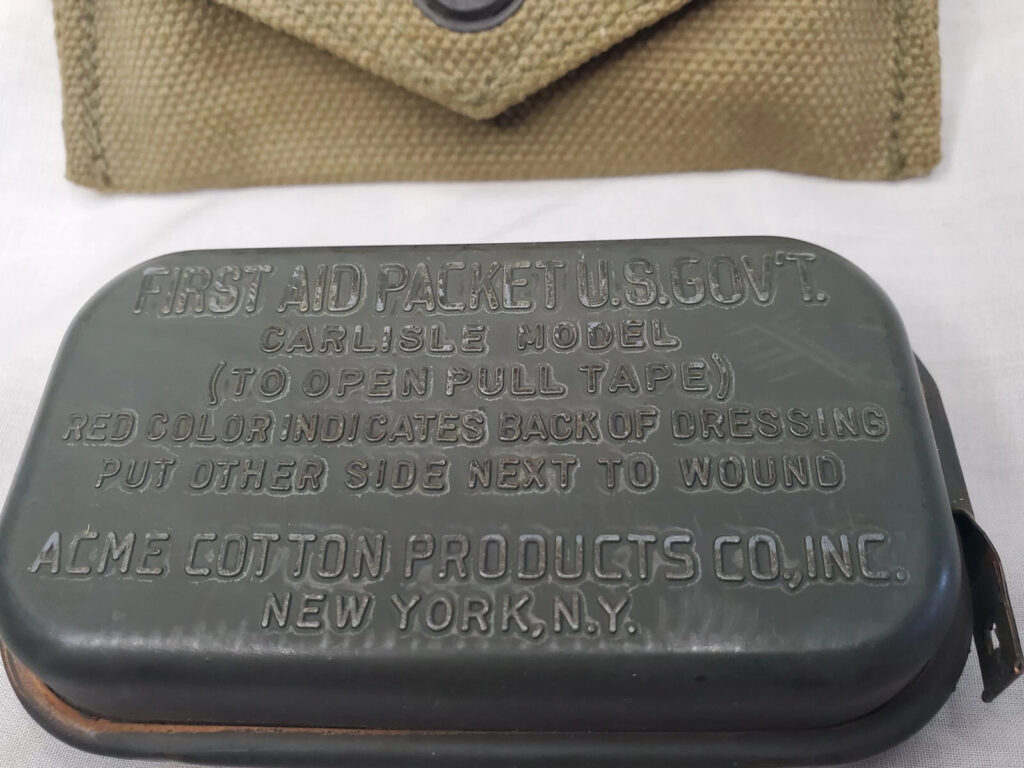 FIRST AID PACKET U.S. GOV'T.
CARLISLE MODEL
(TO OPEN PULL TAPE)
RED COLOR INDICATES BACK OF DRESSING
PUT OTHER SIDE NEXT TO WOUND
ACME COTTON PRODUCTS CO., INC.
NEW YORK, N.Y.